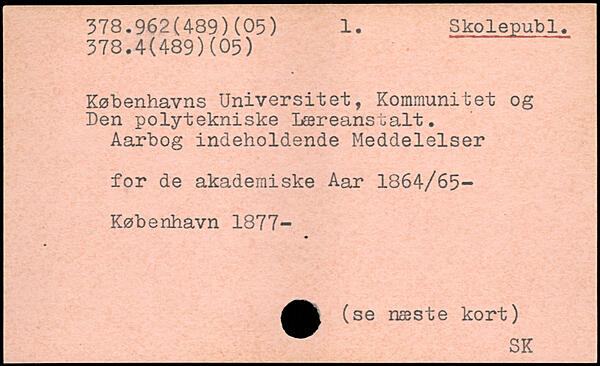 378.962(489)(05) 1. Skolepubl.
378.4(489)(05)
Københavns Universitet, Kommunitet og
Den polytekniske Læreanstalt.
Aarbog indeholdende Meddelelser
for de akademiske Aar 1864/65-
København 1877-
(se næste kort)
SK